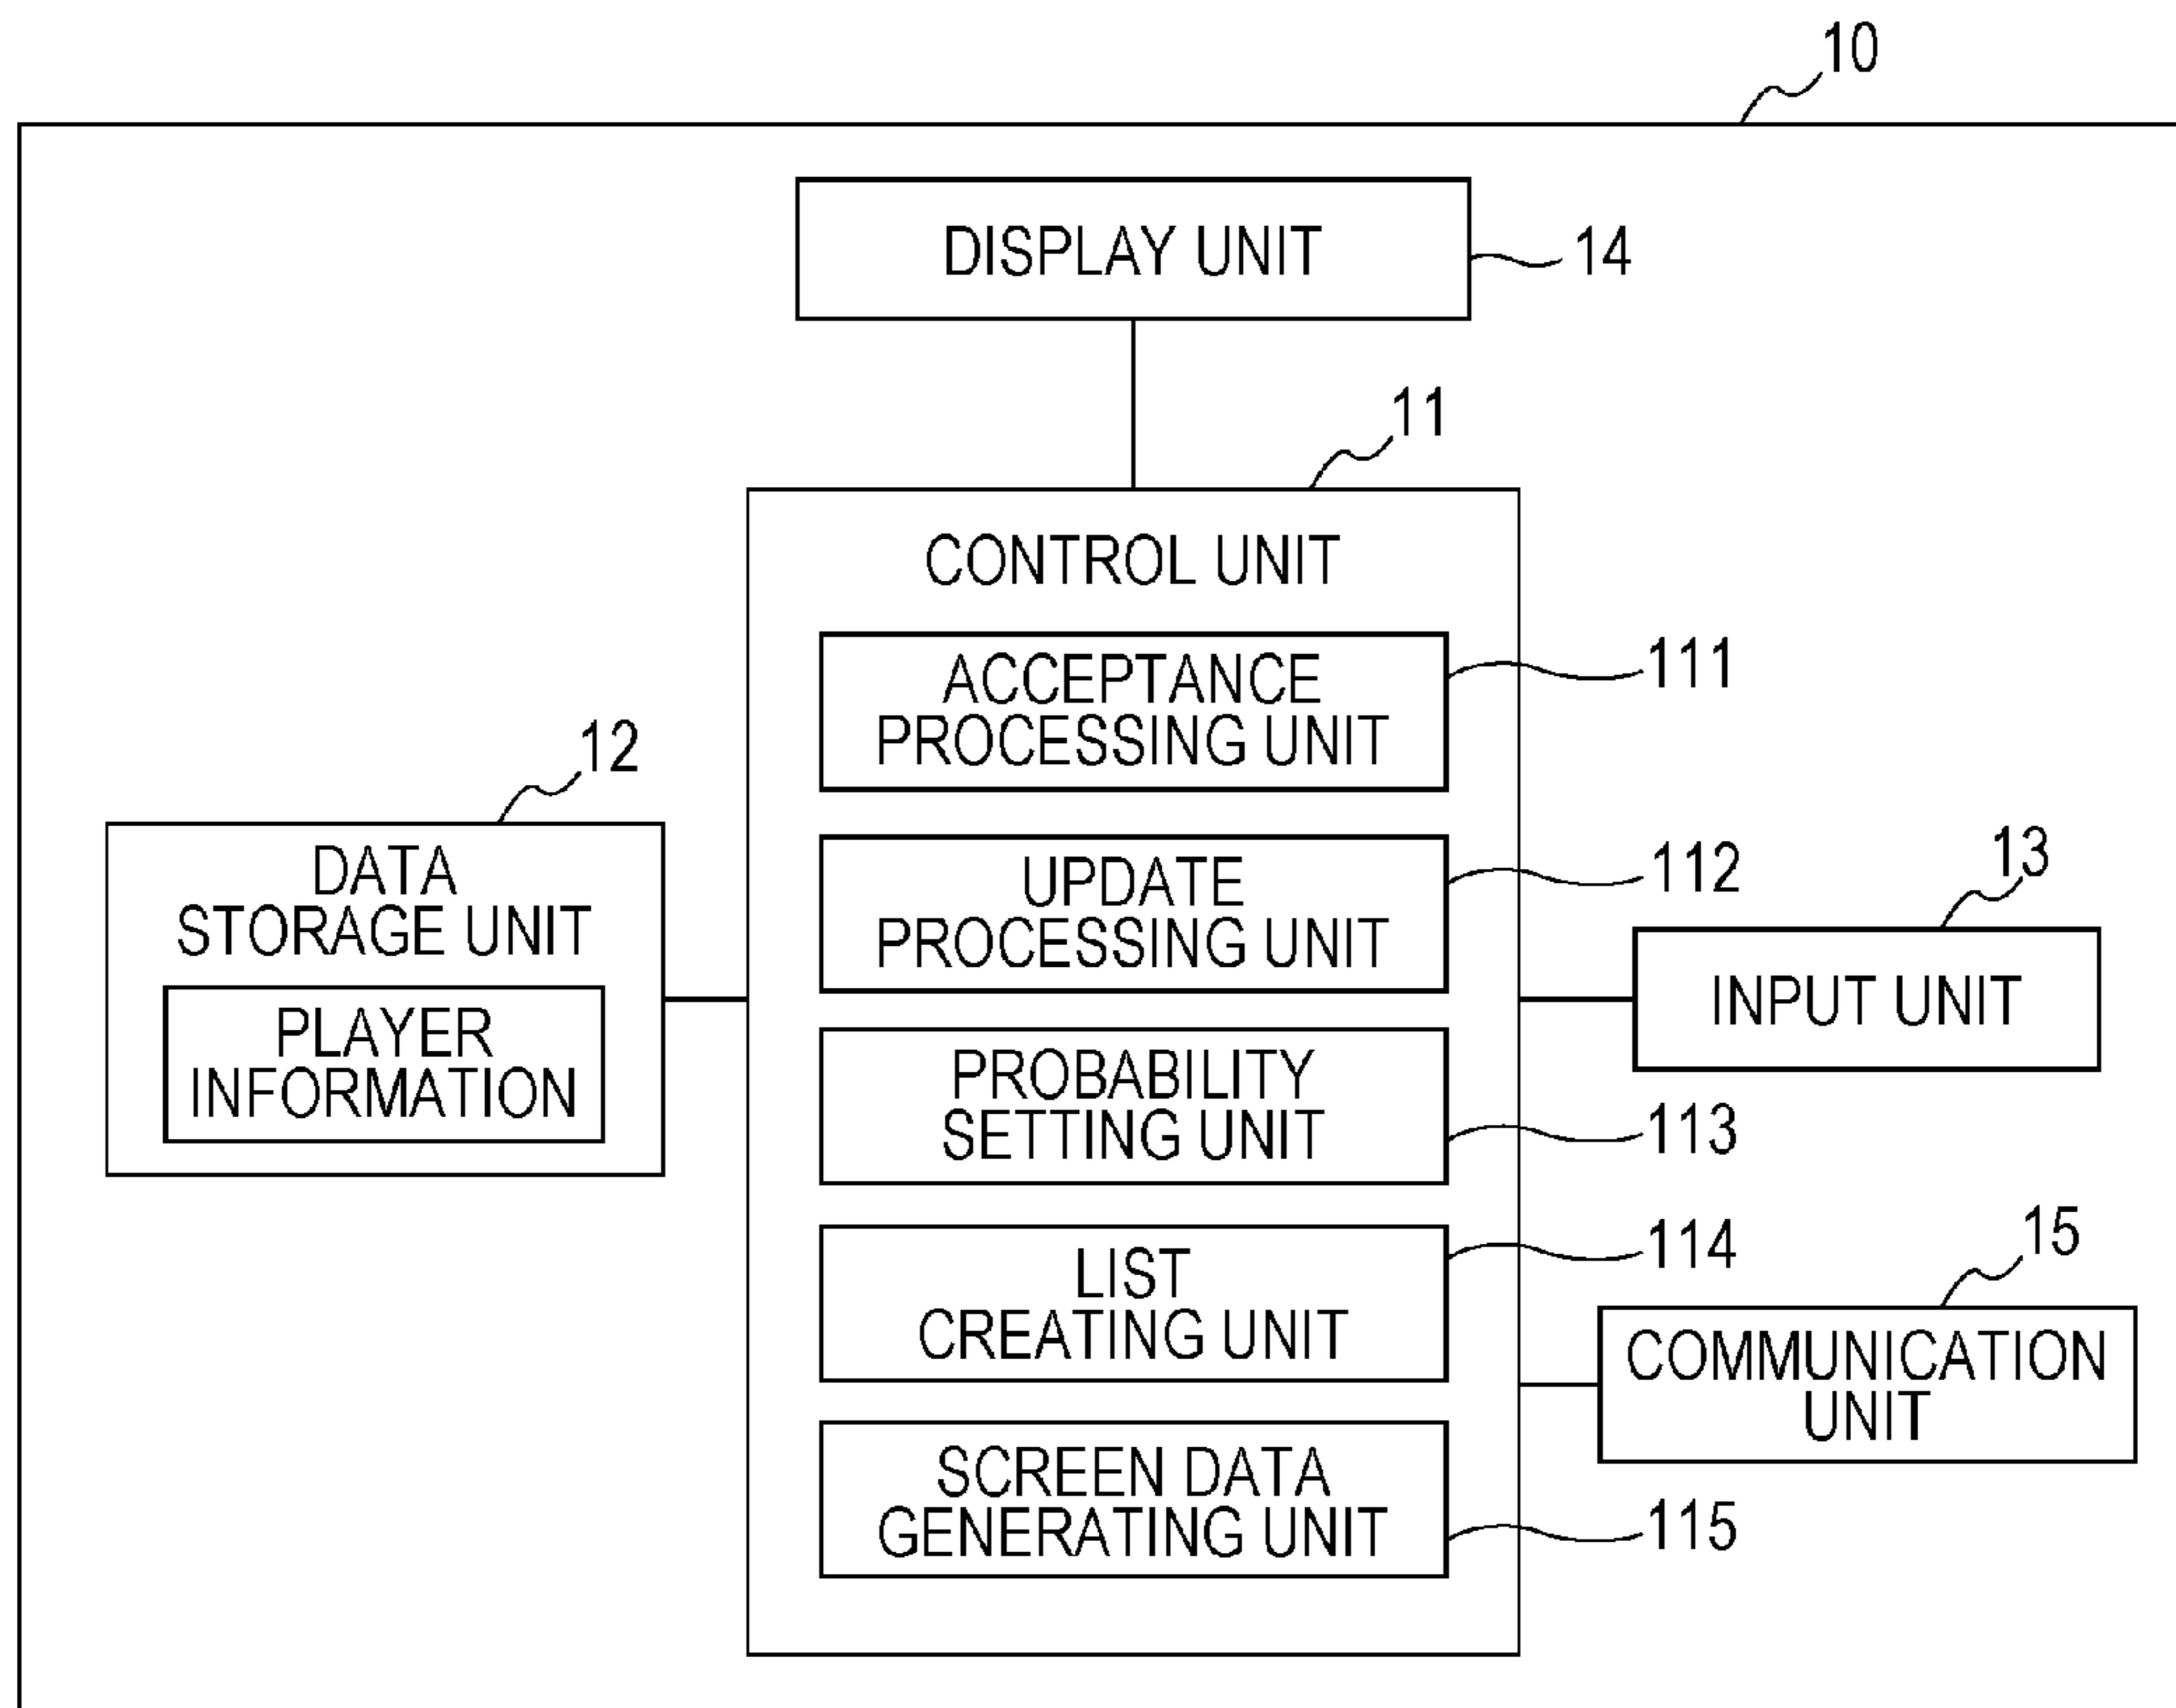 10
DISPLAY UNIT
14
11
CONTROL UNIT
ACCEPTANCE
PROCESSING UNIT
111
12
DATA
STORAGE UNIT
PLAYER
INFORMATION
UPDATE
PROCESSING UNIT
112
13
INPUT UNIT
PROBABILITY
SETTING UNIT
113
LIST
CREATING UNIT
114
15
COMMUNICATION
UNIT
SCREEN DATA
GENERATING UNIT
115